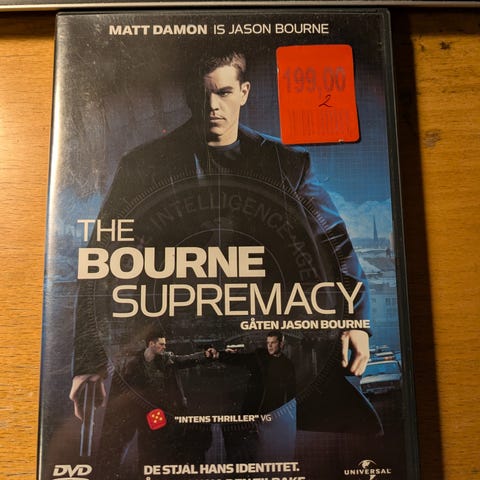 MATT DAMON IS JASON BOURNE
199.00
2
THE
BOURNE
SUPREMACY
GÅTEN JASON BOURNE
INTELLIGENCE
"INTENS THRILLER" VG
DE STJAL HANS IDENTITET.
TILBAKE
DVD
UNIVERSAL